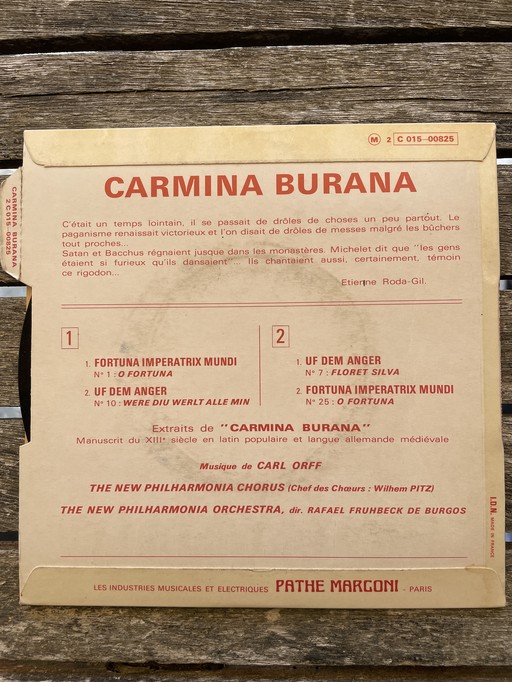 M 2 C 015-00825
CARMINA BURANA
2 C 015 00825
CARMINA BURANA
C'était un temps lointain, il se passait de drôles de choses un peu partout. Le
paganisme renaissait victorieux et l'on disait de drôles de messes malgré les bûchers
tout proches...
Satan et Bacchus régnaient jusque dans les monastères. Michelet dit que "les gens
étaient si furieux qu'ils dansaient"... Ils chantaient aussi, certainement, témoin
ce rigodon...
Etienne Roda-Gil.
1
1. FORTUNA IMPERATRIX MUNDI
N° 1 : O FORTUNA
2. UF DEM ANGER
N° 10 : WERE DIU WERLT ALLE MIN
2
1. UF DEM ANGER
N° 7 : FLORET SILVA
2. FORTUNA IMPERATRIX MUNDI
N° 25 : O FORTUNA
Extraits de "CARMINA BURANA"
Manuscrit du XIIIe siècle en latin populaire et langue allemande médiévale
Musique de CARL ORFF
THE NEW PHILHARMONIA CHORUS (Chef des Chœurs : Wilhem PITZ)
THE NEW PHILHARMONIA ORCHESTRA, dir. RAFAEL FRUHBECK DE BURGOS
I.D.N. MADE IN FRANCE
LES INDUSTRIES MUSICALES ET ELECTRIQUES PATHE MARCONI - PARIS